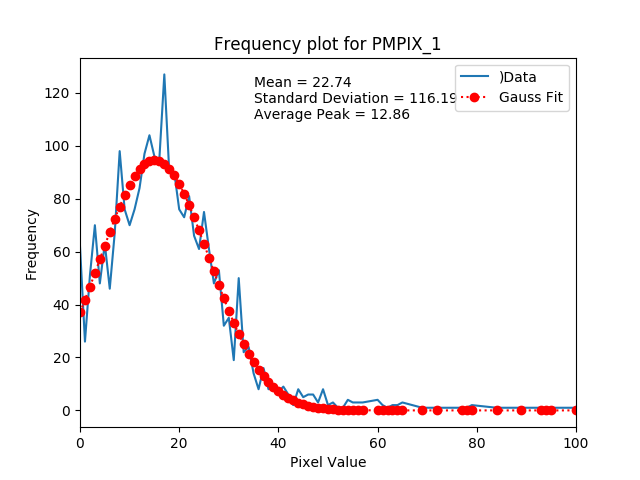 Frequency plot for PMPIX_1
Mean = 22.74
Standard Deviation = 116.19
Average Peak = 12.86
)Data
Gauss Fit
Frequency
120
100
80
60
40
20
0
0 20 40 60 80 100
Pixel Value